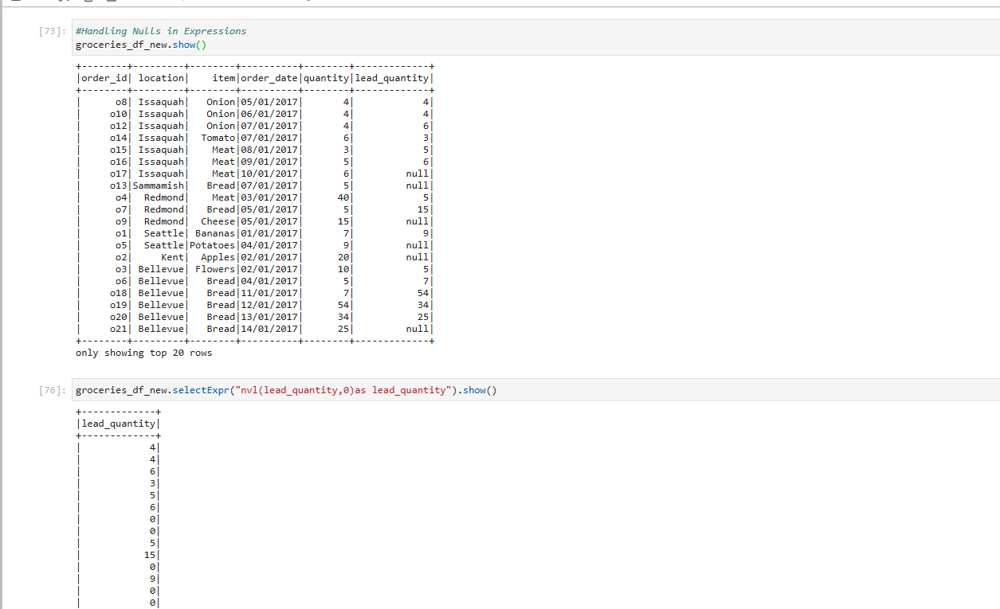 [73]: #Handling Nulls in Expressions
groceries_df_new.show()
+--------+---------+--------+----------+--------+-------------+
|order_id| location|    item|order_date|quantity|lead_quantity|
+--------+---------+--------+----------+--------+-------------+
|      o8| Issaquah|   Onion|05/01/2017|       4|            4|
|     o10| Issaquah|   Onion|06/01/2017|       4|            4|
|     o12| Issaquah|   Onion|07/01/2017|       4|            6|
|     o14| Issaquah|  Tomato|07/01/2017|       6|            3|
|     o15| Issaquah|    Meat|08/01/2017|       3|            5|
|     o16| Issaquah|    Meat|09/01/2017|       5|            6|
|     o17| Issaquah|    Meat|10/01/2017|       6|         null|
|     o13|Sammamish|   Bread|07/01/2017|       5|         null|
|      o4|  Redmond|    Meat|03/01/2017|      40|            5|
|      o7|  Redmond|   Bread|05/01/2017|       5|           15|
|      o9|  Redmond|  Cheese|05/01/2017|      15|         null|
|      o1|  Seattle| Bananas|01/01/2017|       7|            9|
|      o5|  Seattle|Potatoes|04/01/2017|       9|         null|
|      o2|     Kent|  Apples|02/01/2017|      20|         null|
|      o3| Bellevue| Flowers|02/01/2017|      10|            5|
|      o6| Bellevue|   Bread|04/01/2017|       5|            7|
|     o18| Bellevue|   Bread|11/01/2017|       7|           54|
|     o19| Bellevue|   Bread|12/01/2017|      54|           34|
|     o20| Bellevue|   Bread|13/01/2017|      34|           25|
|     o21| Bellevue|   Bread|14/01/2017|      25|         null|
+--------+---------+--------+----------+--------+-------------+
only showing top 20 rows
[76]: groceries_df_new.selectExpr("nvl(lead_quantity,0)as lead_quantity").show()
+-------------+
|lead_quantity|
+-------------+
|            4|
|            4|
|            6|
|            3|
|            5|
|            6|
|            0|
|            0|
|            5|
|           15|
|            0|
|            9|
|            0|
|            0|